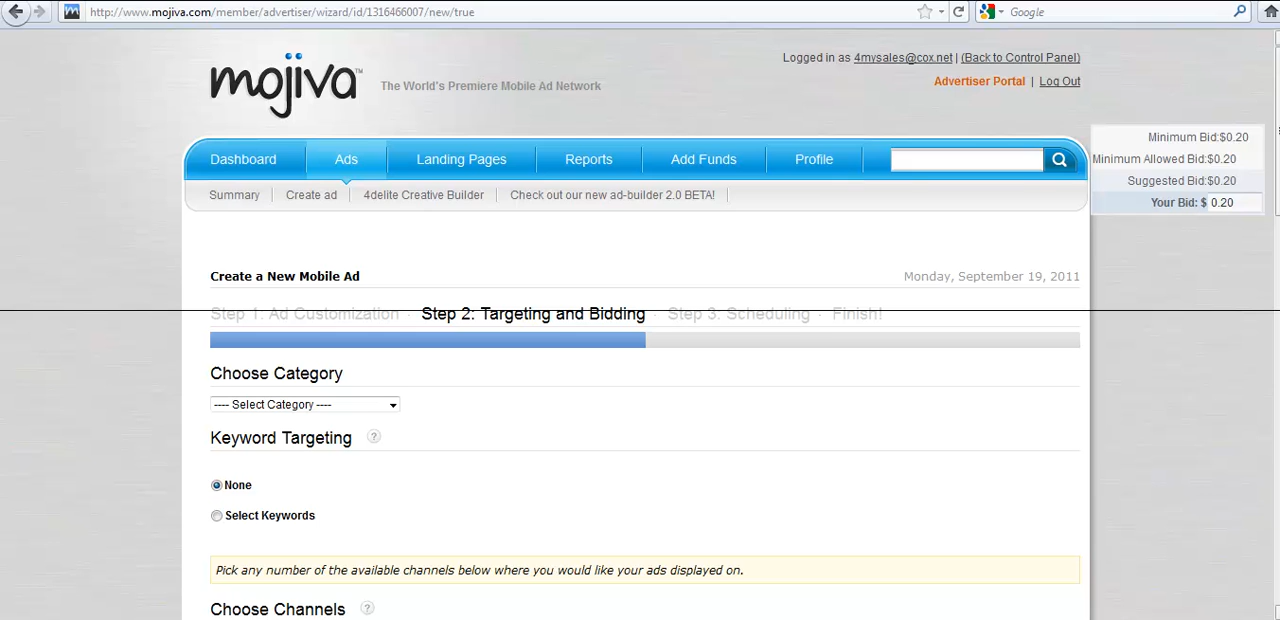 http://www.mojiva.com/member/advertiser/wizard/id/1316466007/new/true
Google
mojiva™
The World's Premiere Mobile Ad Network
Logged in as 4mysales@cox.net | (Back to Control Panel)
Advertiser Portal | Log Out
Minimum Bid:$0.20
Minimum Allowed Bid:$0.20
Suggested Bid:$0.20
Your Bid: $ 0.20
Dashboard Ads Landing Pages Reports Add Funds Profile
Summary Create ad 4delite Creative Builder Check out our new ad-builder 2.0 BETA!
Create a New Mobile Ad
Monday, September 19, 2011
Step 1: Ad Customization · Step 2: Targeting and Bidding · Step 3: Scheduling · Finish!
Choose Category
---- Select Category ----
Keyword Targeting ?
None
Select Keywords
Pick any number of the available channels below where you would like your ads displayed on.
Choose Channels ?